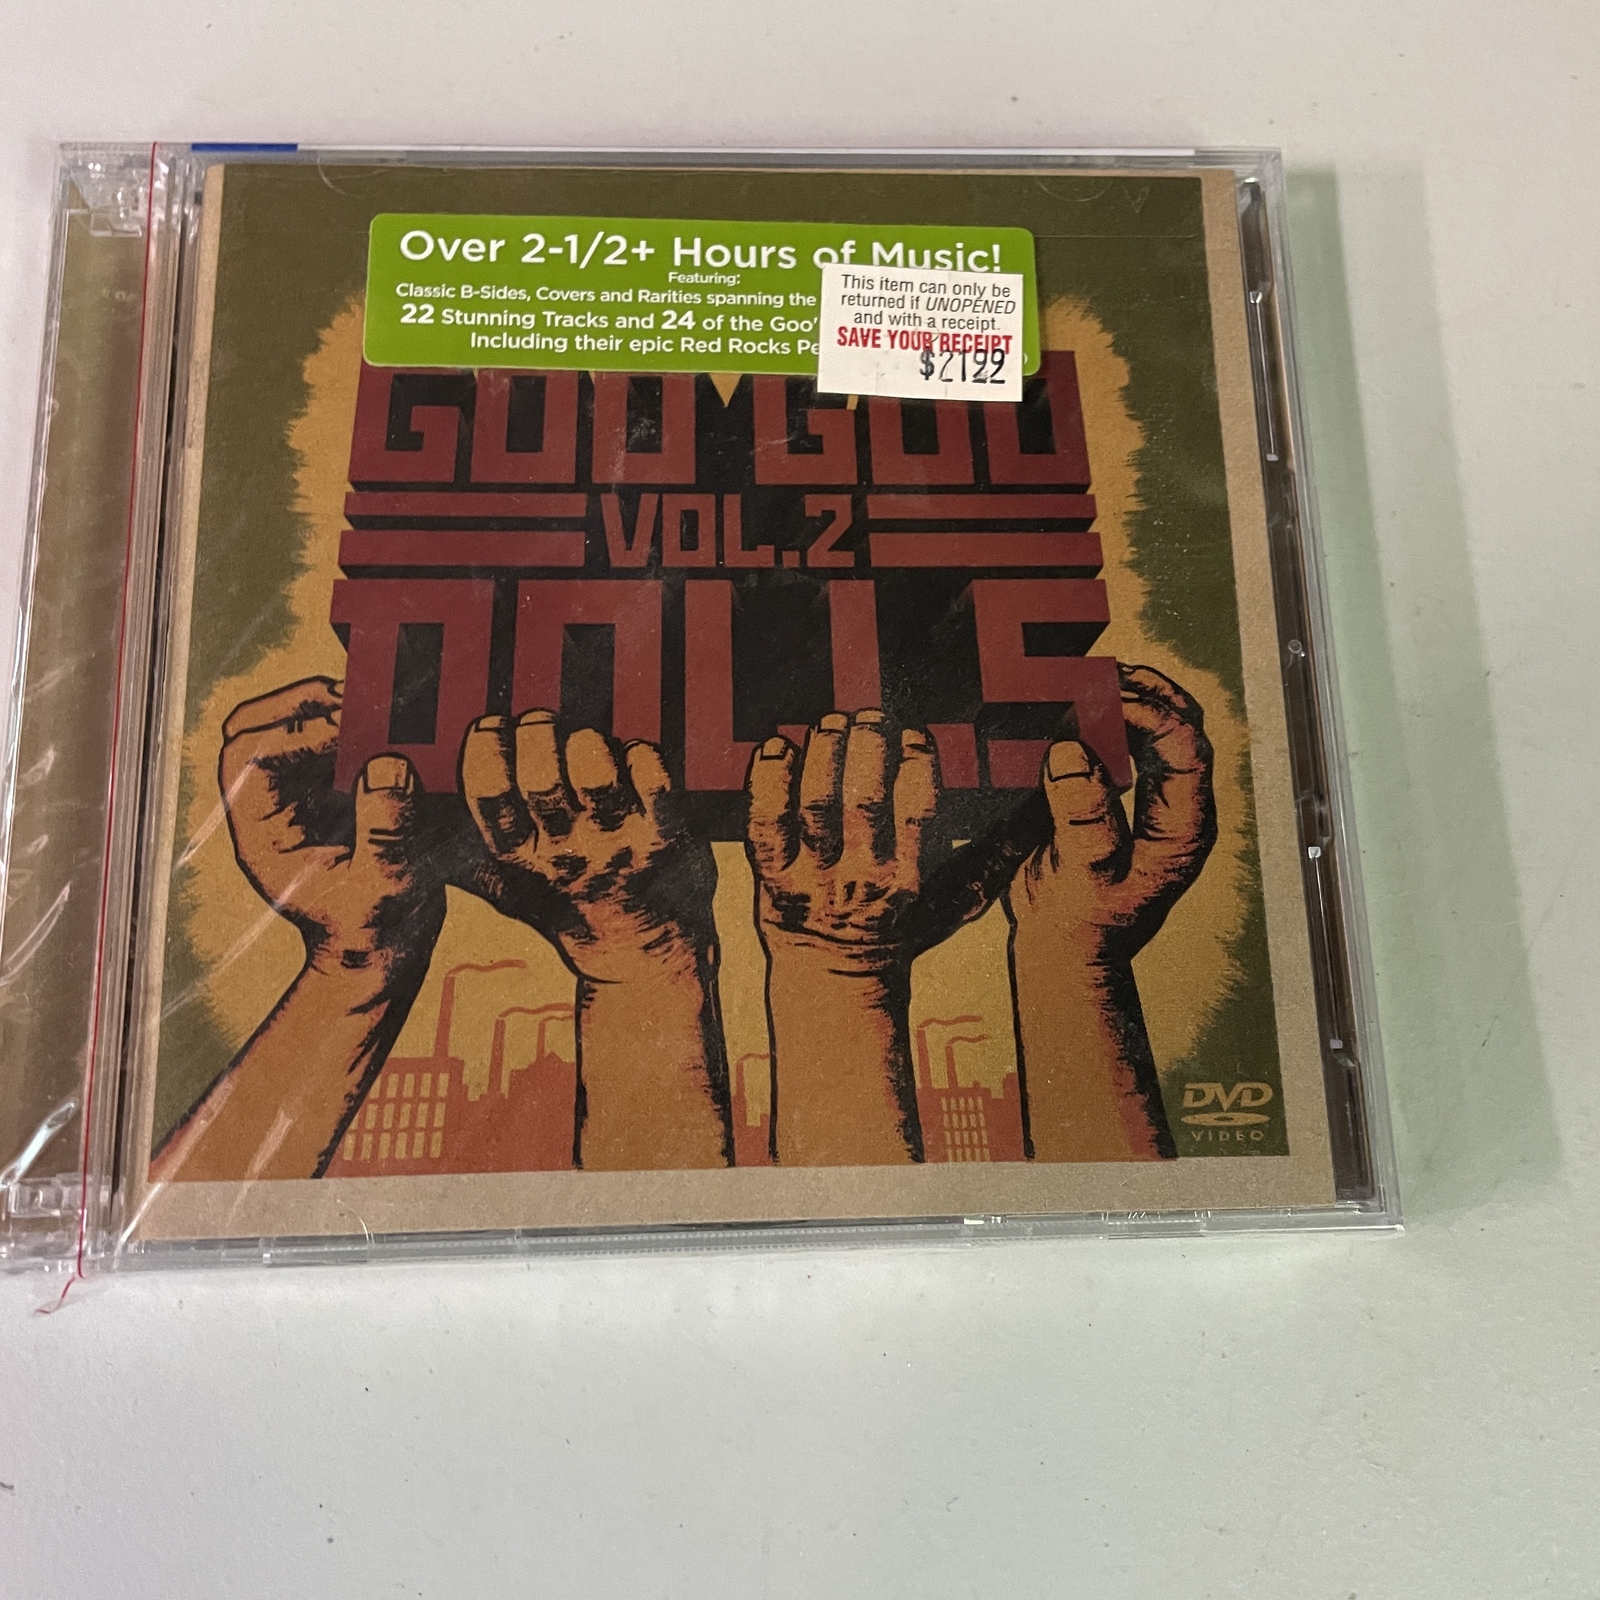 Over 2-1/2+ Hours of Music!
Featuring:
Classic B-Sides, Covers and Rarities spanning the
22 Stunning Tracks and 24 of the Goo'
Including their epic Red Rocks Pe
This item can only be
returned if UNOPENED
and with a receipt.
SAVE YOUR RECEIPT
$21.99
GOO GOO
VOL.2
DOLLS
DVD
VIDEO